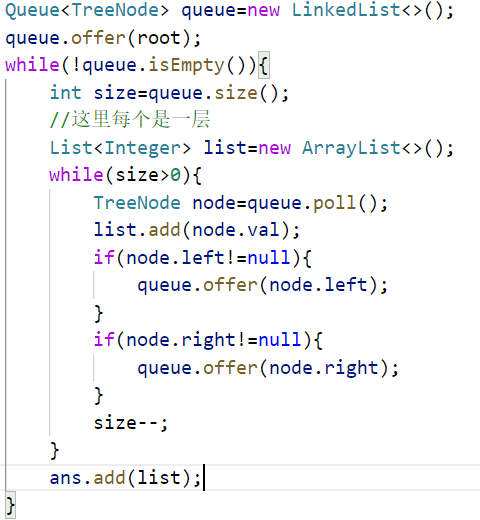 Queue<TreeNode> queue=new LinkedList<>();
queue.offer(root);
while(!queue.isEmpty()){
    int size=queue.size();
    //这里每个是一层
    List<Integer> list=new ArrayList<>();
    while(size>0){
        TreeNode node=queue.poll();
        list.add(node.val);
        if(node.left!=null){
            queue.offer(node.left);
        }
        if(node.right!=null){
            queue.offer(node.right);
        }
        size--;
    }
    ans.add(list);
}